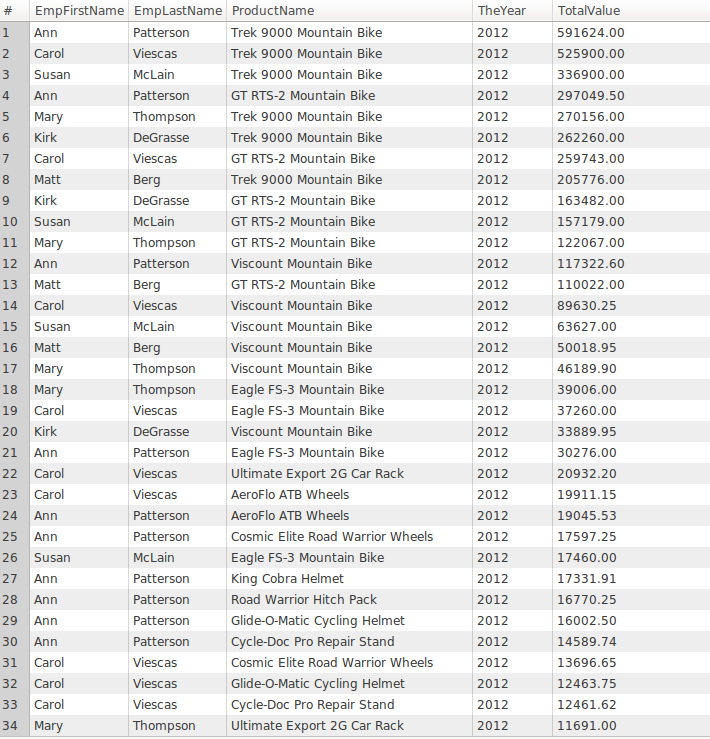 # EmpFirstName EmpLastName ProductName TheYear TotalValue
1 Ann Patterson Trek 9000 Mountain Bike 2012 591624.00
2 Carol Viescas Trek 9000 Mountain Bike 2012 525900.00
3 Susan McLain Trek 9000 Mountain Bike 2012 336900.00
4 Ann Patterson GT RTS-2 Mountain Bike 2012 297049.50
5 Mary Thompson Trek 9000 Mountain Bike 2012 270156.00
6 Kirk DeGrasse Trek 9000 Mountain Bike 2012 262260.00
7 Carol Viescas GT RTS-2 Mountain Bike 2012 259743.00
8 Matt Berg Trek 9000 Mountain Bike 2012 205776.00
9 Kirk DeGrasse GT RTS-2 Mountain Bike 2012 163482.00
10 Susan McLain GT RTS-2 Mountain Bike 2012 157179.00
11 Mary Thompson GT RTS-2 Mountain Bike 2012 122067.00
12 Ann Patterson Viscount Mountain Bike 2012 117322.60
13 Matt Berg GT RTS-2 Mountain Bike 2012 110022.00
14 Carol Viescas Viscount Mountain Bike 2012 89630.25
15 Susan McLain Viscount Mountain Bike 2012 63627.00
16 Matt Berg Viscount Mountain Bike 2012 50018.95
17 Mary Thompson Viscount Mountain Bike 2012 46189.90
18 Mary Thompson Eagle FS-3 Mountain Bike 2012 39006.00
19 Carol Viescas Eagle FS-3 Mountain Bike 2012 37260.00
20 Kirk DeGrasse Viscount Mountain Bike 2012 33889.95
21 Ann Patterson Eagle FS-3 Mountain Bike 2012 30276.00
22 Carol Viescas Ultimate Export 2G Car Rack 2012 20932.20
23 Carol Viescas AeroFlo ATB Wheels 2012 19911.15
24 Ann Patterson AeroFlo ATB Wheels 2012 19045.53
25 Ann Patterson Cosmic Elite Road Warrior Wheels 2012 17597.25
26 Susan McLain Eagle FS-3 Mountain Bike 2012 17460.00
27 Ann Patterson King Cobra Helmet 2012 17331.91
28 Ann Patterson Road Warrior Hitch Pack 2012 16770.25
29 Ann Patterson Glide-O-Matic Cycling Helmet 2012 16002.50
30 Ann Patterson Cycle-Doc Pro Repair Stand 2012 14589.74
31 Carol Viescas Cosmic Elite Road Warrior Wheels 2012 13696.65
32 Carol Viescas Glide-O-Matic Cycling Helmet 2012 12463.75
33 Carol Viescas Cycle-Doc Pro Repair Stand 2012 12461.62
34 Mary Thompson Ultimate Export 2G Car Rack 2012 11691.00